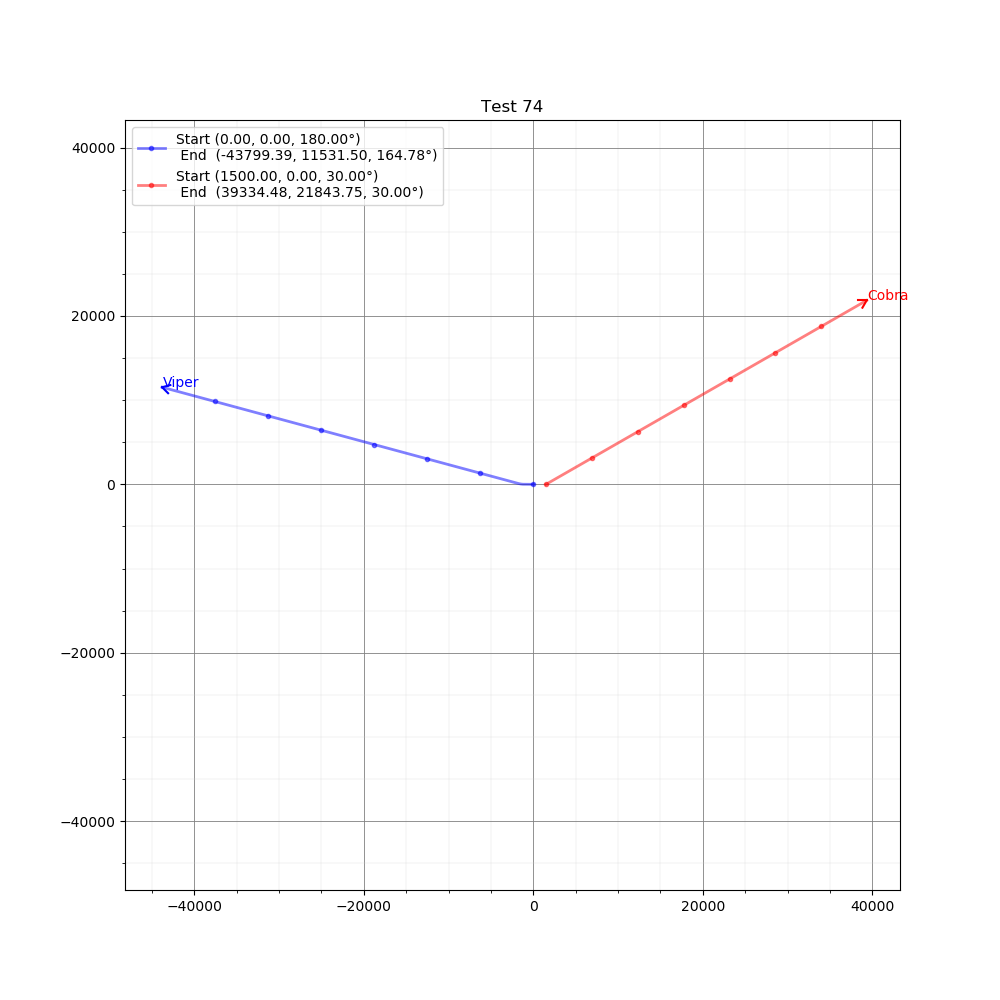 Test 74
Start (0.00, 0.00, 180.00°)
End  (-43799.39, 11531.50, 164.78°)
Start (1500.00, 0.00, 30.00°)
End  (39334.48, 21843.75, 30.00°)
40000
20000
0
−20000
−40000
Cobra
Viper
−40000 −20000 0 20000 40000